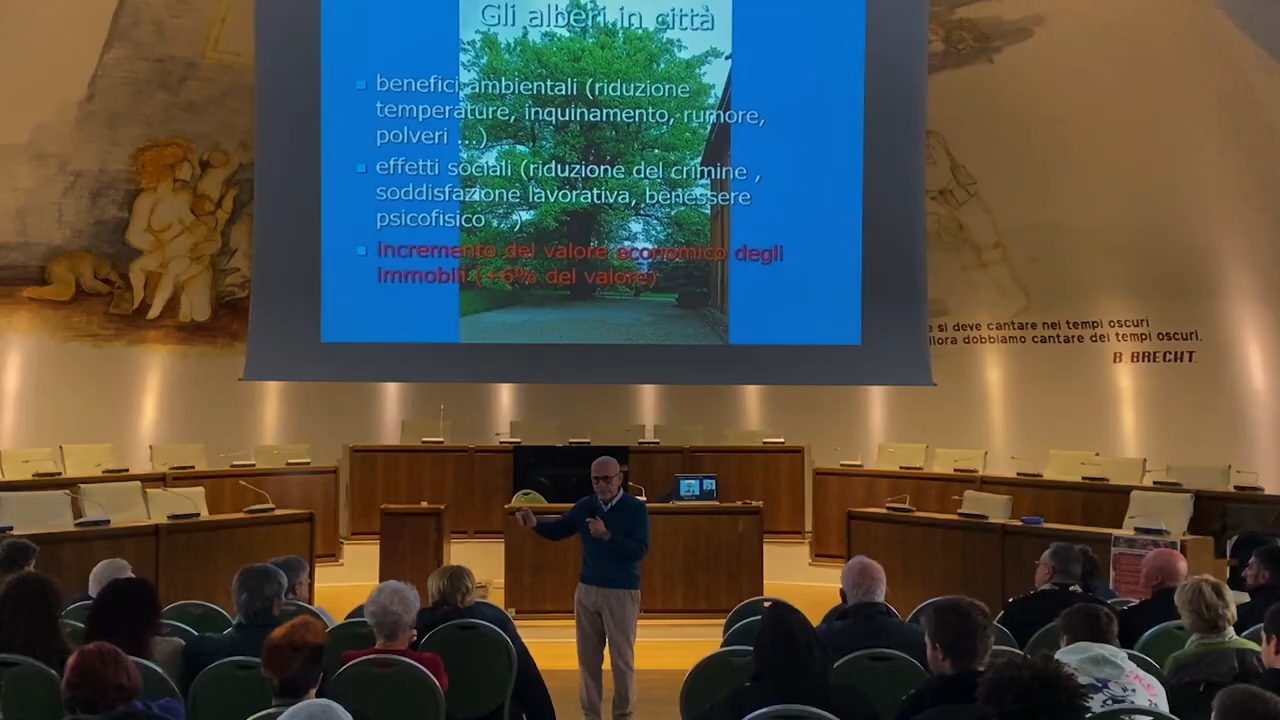 Gli alberi in città
benefici ambientali (riduzione
temperature, inquinamento, rumore,
polveri ...)
effetti sociali (riduzione del crimine ,
soddisfazione lavorativa, benessere
psicofisico ...)
Incremento del valore economico degli
immobili (+6% del valore)
e si deve cantare nei tempi oscuri
llora dobbiamo cantare dei tempi oscuri.
B. BRECHT.